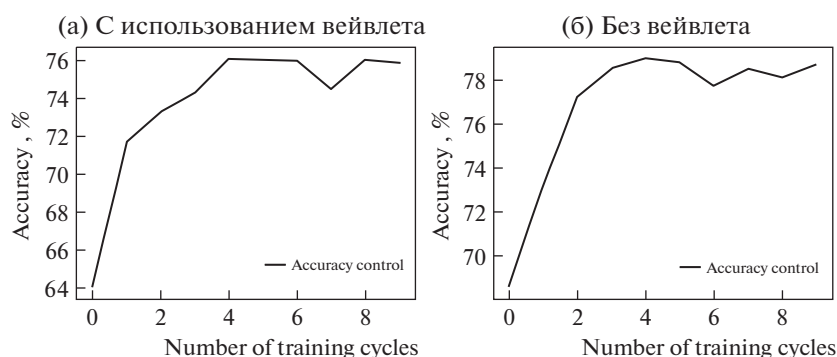 (а) С использованием вейвлета
76
74
72
70
68
66
64
Accuracy , %
Accuracy control
0 2 4 6 8
Number of training cycles
(б) Без вейвлета
78
76
74
72
70
Accuracy , %
Accuracy control
0 2 4 6 8
Number of training cycles